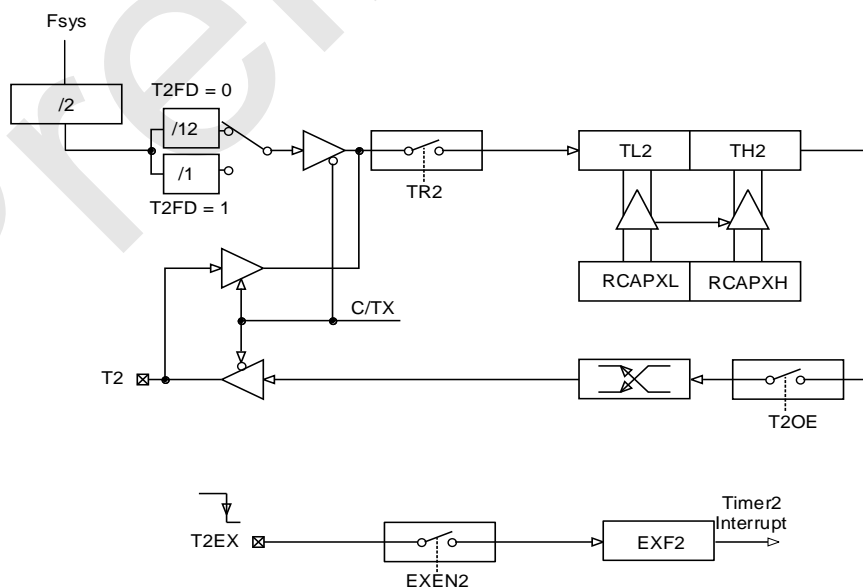 Fsys
T2FD = 0
/2
/12
/1
T2FD = 1
TR2
TL2
TH2
RCAPXL
RCAPXH
C/TX
T2
T2OE
T2EX
EXEN2
EXF2
Timer2
Interrupt